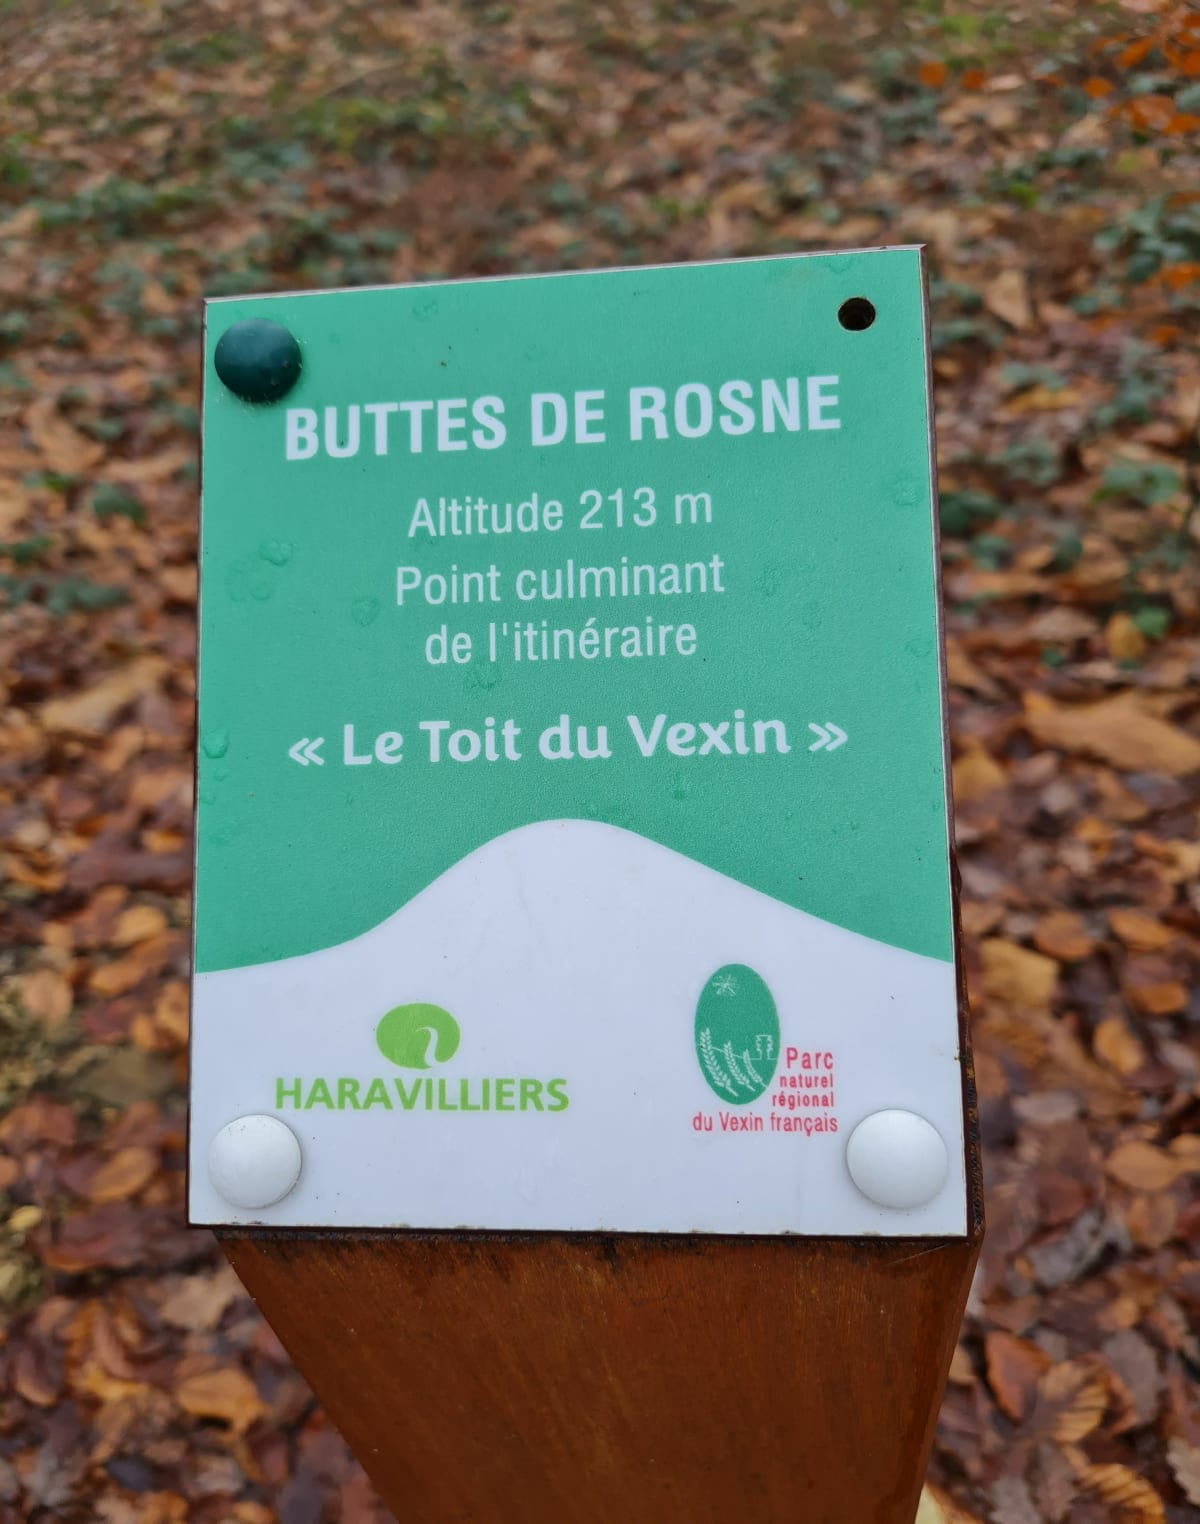 BUTTES DE ROSNE
Altitude 213 m
Point culminant
de l'itinéraire
« Le Toit du Vexin »
HARAVILLIERS
Parc
naturel
régional
du Vexin français